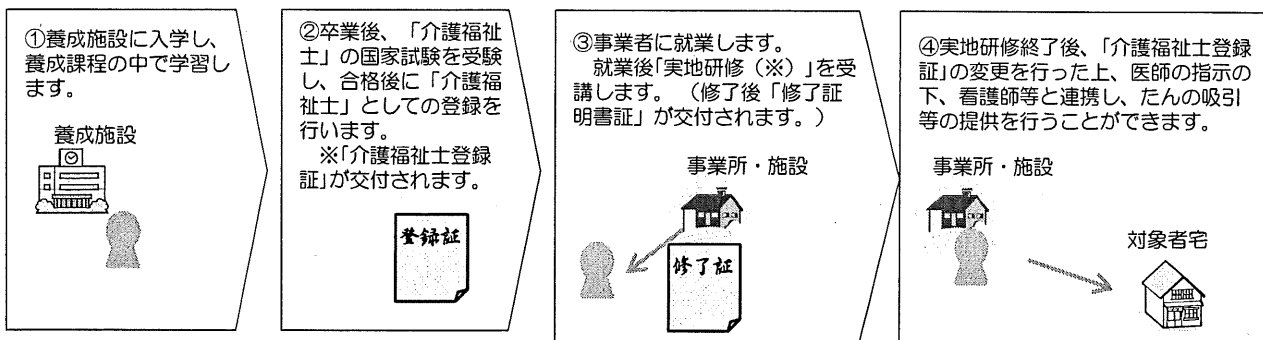 ①養成施設に入学し、
養成課程の中で学習し
ます。
養成施設
②卒業後、「介護福祉
士」の国家試験を受験
し、合格後に「介護福
祉士」としての登録を
行います。
※「介護福祉士登録
証」が交付されます。
登録証
③事業者に就業します。
就業後「実地研修（※）」を受
講します。（修了後「修了証
明書証」が交付されます。）
事業所・施設
修了証
④実地研修終了後、「介護福祉士登録
証」の変更を行った上、医師の指示の
下、看護師等と連携し、たんの吸引
等の提供を行うことができます。
事業所・施設
対象者宅